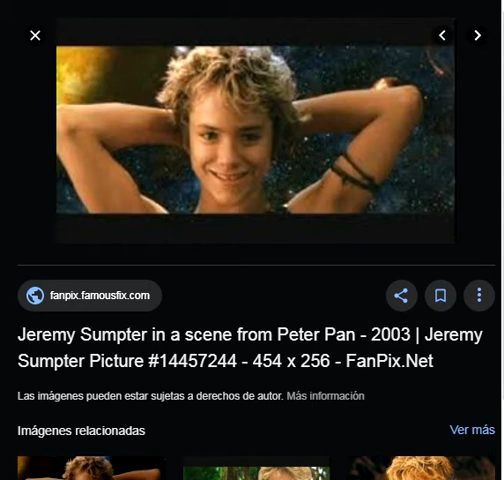 fanpix.famousfix.com
Jeremy Sumpter in a scene from Peter Pan - 2003 | Jeremy
Sumpter Picture #14457244 - 454 x 256 - FanPix.Net
Las imágenes pueden estar sujetas a derechos de autor. Más información
Imágenes relacionadas
Ver más